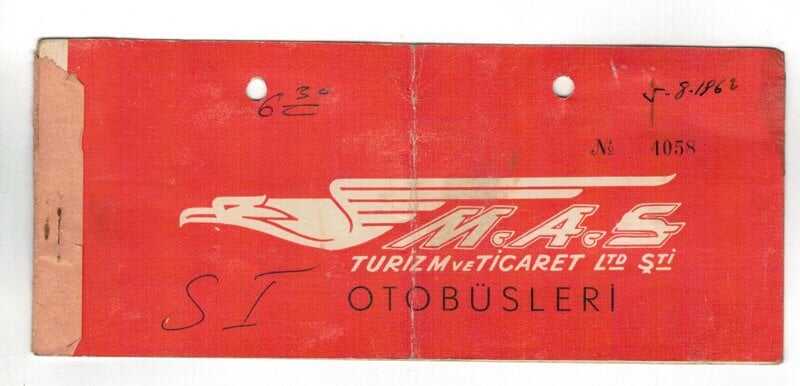 6 30
5-8-1962
№ 4058
M.A.Ş
TURİZM VE TİCARET LTD ŞTİ
S I
OTOBÜSLERİ